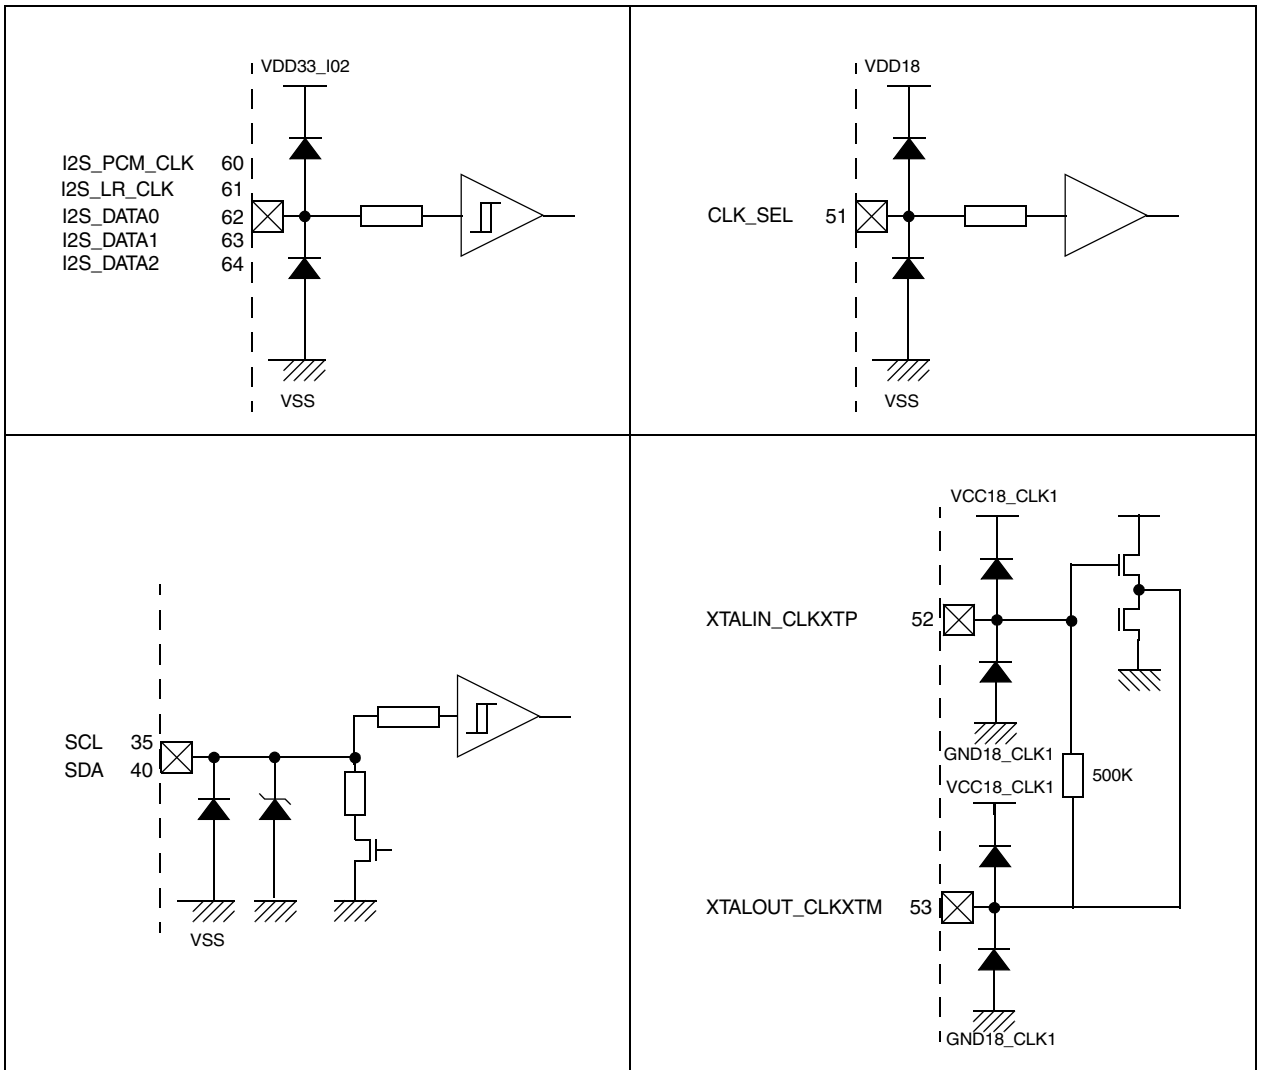 VDD33_I02
I2S_PCM_CLK 60
I2S_LR_CLK 61
I2S_DATA0 62
I2S_DATA1 63
I2S_DATA2 64
VSS
VDD18
CLK_SEL 51
VSS
SCL 35
SDA 40
VSS
VCC18_CLK1
XTALIN_CLKXTP 52
GND18_CLK1
VCC18_CLK1
500K
XTALOUT_CLKXTM 53
GND18_CLK1